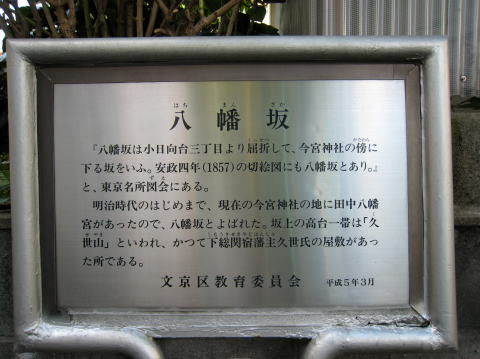 はち まん ざか
八幡坂
『八幡坂は小日向台三丁目より屈折して、今宮神社の傍に
下る坂をいふ。安政四年(1857)の切絵図にも八幡坂とあり。』
と、東京名所図会にある。
明治時代のはじめまで、現在の今宮神社の地に田中八幡
宮があったので、八幡坂とよばれた。坂上の高台一帯は「久
世山」といわれ、かつて下総関宿藩主久世氏の屋敷があっ
た所である。
文京区教育委員会 平成5年3月